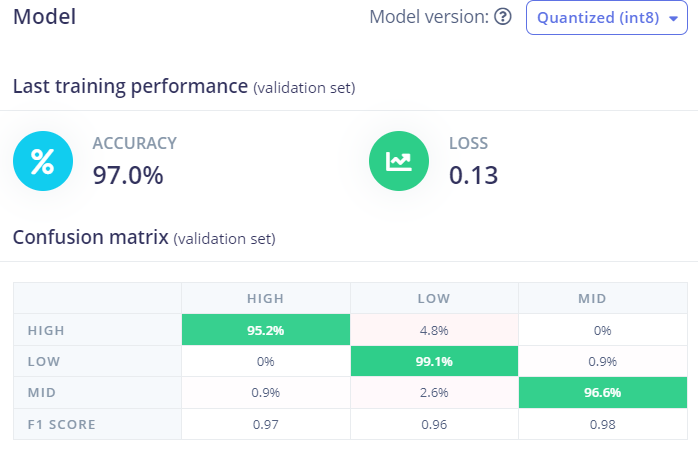 Model
Model version: ? Quantized (int8)
Last training performance (validation set)
% ACCURACY
97.0%
LOSS
0.13
Confusion matrix (validation set)
HIGH LOW MID
HIGH 95.2% 4.8% 0%
LOW 0% 99.1% 0.9%
MID 0.9% 2.6% 96.6%
F1 SCORE 0.97 0.96 0.98